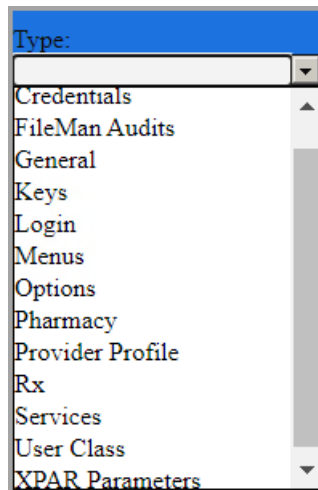 Type:
Credentials
FileMan Audits
General
Keys
Login
Menus
Options
Pharmacy
Provider Profile
Rx
Services
User Class
XPAR Parameters